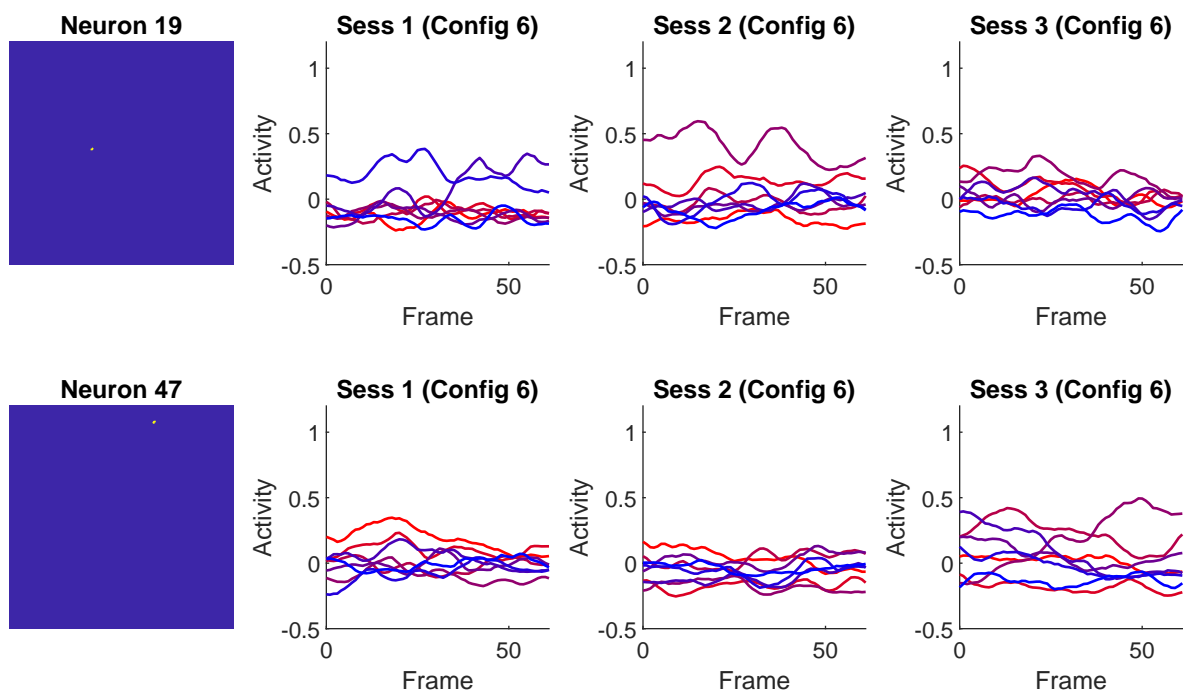 Neuron 19
Sess 1 (Config 6)
Sess 2 (Config 6)
Sess 3 (Config 6)
1
0.5
0
-0.5
Activity
0
50
Frame
1
0.5
0
-0.5
Activity
0
50
Frame
1
0.5
0
-0.5
Activity
0
50
Frame
Neuron 47
Sess 1 (Config 6)
Sess 2 (Config 6)
Sess 3 (Config 6)
1
0.5
0
-0.5
Activity
0
50
Frame
1
0.5
0
-0.5
Activity
0
50
Frame
1
0.5
0
-0.5
Activity
0
50
Frame